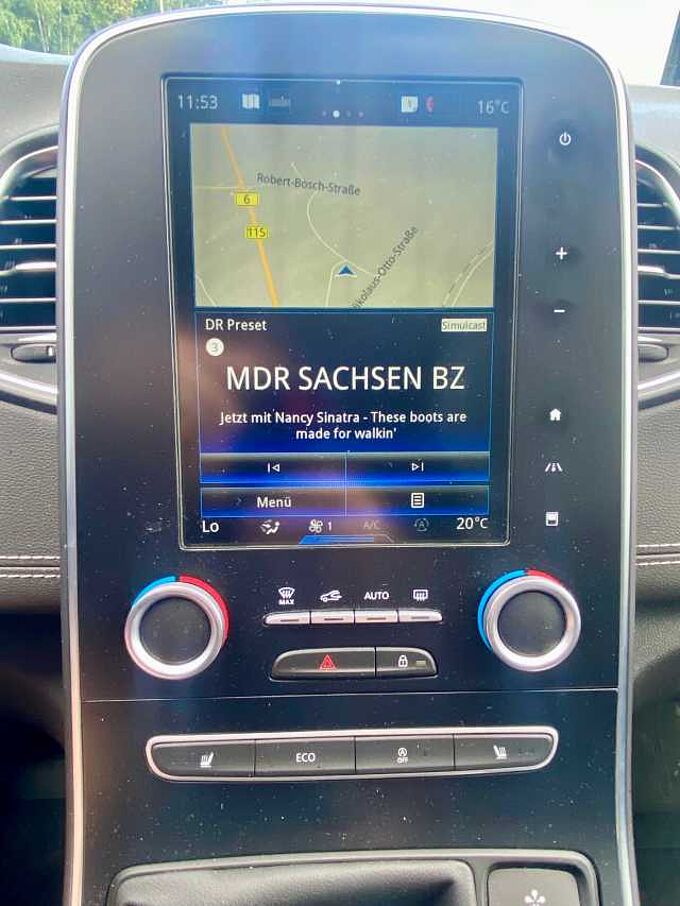 11:53
16°C
Robert-Bosch-Straße
6
115
ikolaus-Otto-Straße
DR Preset
Simulcast
3
MDR SACHSEN BZ
Jetzt mit Nancy Sinatra - These boots are
made for walkin'
Menü
Lo
1
A/C
A
20°C
MAX
AUTO
ECO
A
OFF